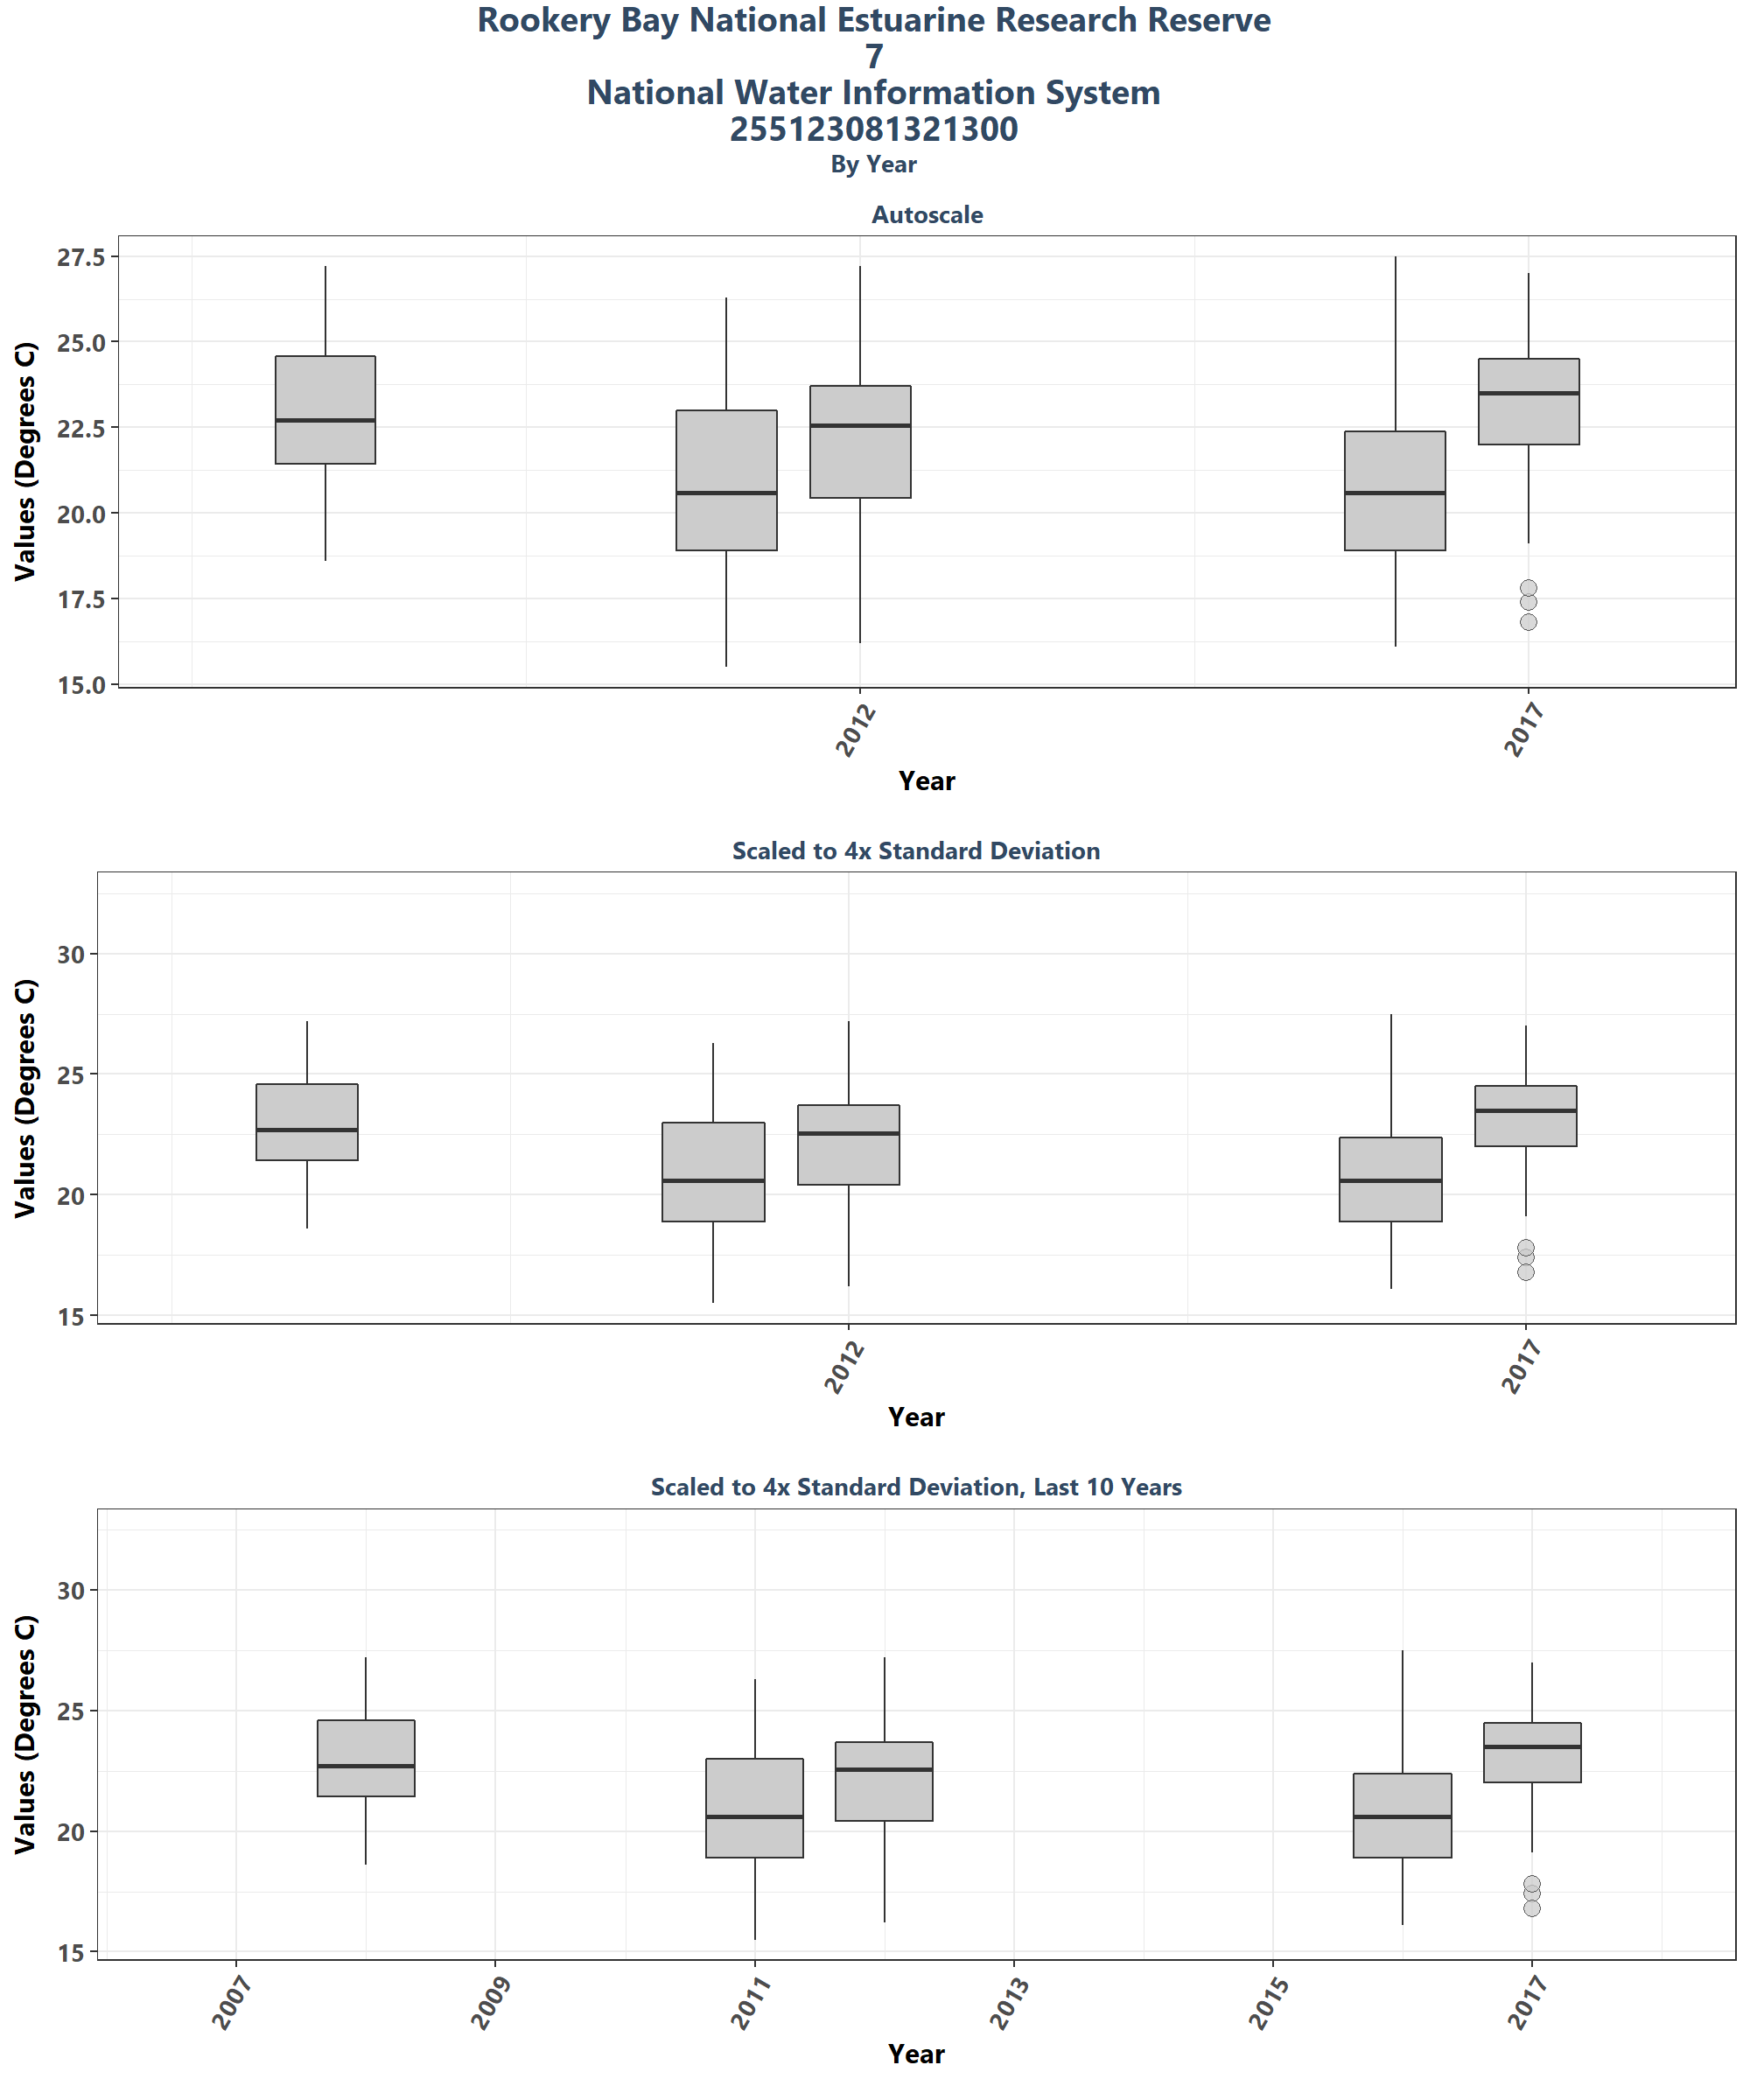 Rookery Bay National Estuarine Research Reserve
7
National Water Information System
255123081321300
By Year
Autoscale
Values (Degrees C)
27.5
25.0
22.5
20.0
17.5
15.0
2012
2017
Year
Scaled to 4x Standard Deviation
Values (Degrees C)
30
25
20
15
2012
2017
Year
Scaled to 4x Standard Deviation, Last 10 Years
Values (Degrees C)
30
25
20
15
2007
2009
2011
2013
2015
2017
Year